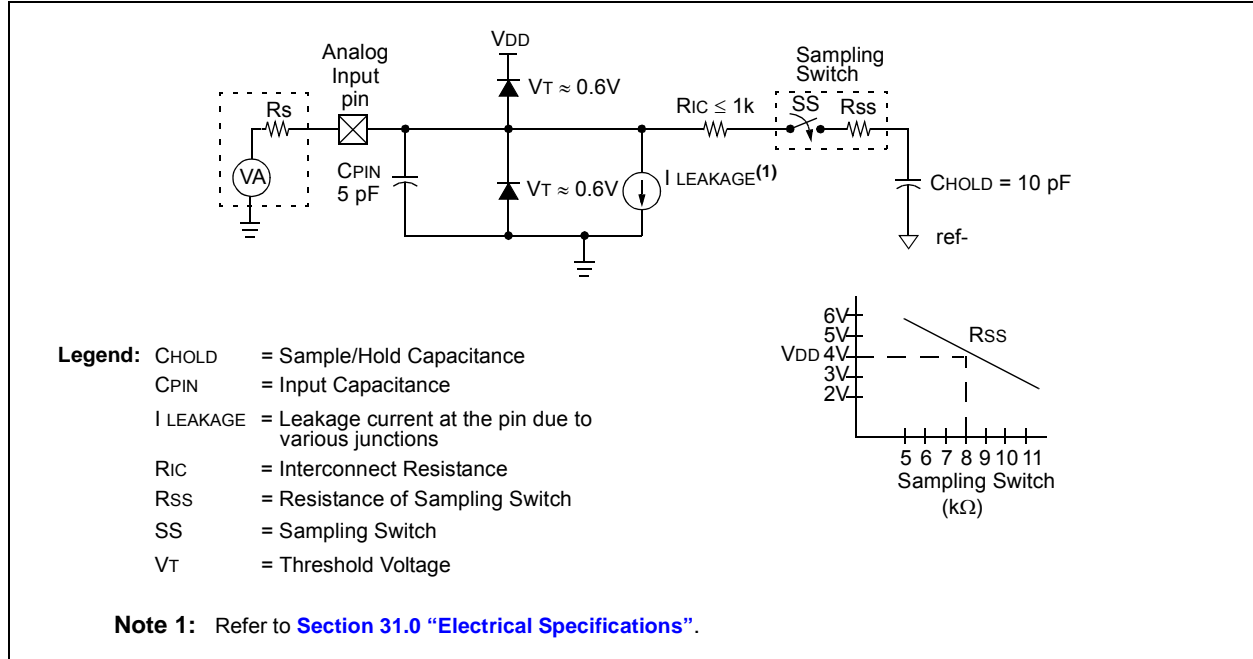 VDD
Analog
Input
pin
Sampling
Switch
VT ≈ 0.6V
Rs
RIC ≤ 1k
SS
Rss
VA
CPIN
5 pF
VT ≈ 0.6V
I LEAKAGE(1)
CHOLD = 10 pF
ref-
6V
5V
VDD 4V
3V
2V
RSS
5 6 7 8 9 10 11
Sampling Switch
(kΩ)
Legend: CHOLD = Sample/Hold Capacitance
CPIN = Input Capacitance
I LEAKAGE = Leakage current at the pin due to
various junctions
RIC = Interconnect Resistance
RSS = Resistance of Sampling Switch
SS = Sampling Switch
VT = Threshold Voltage
Note 1: Refer to Section 31.0 “Electrical Specifications”.